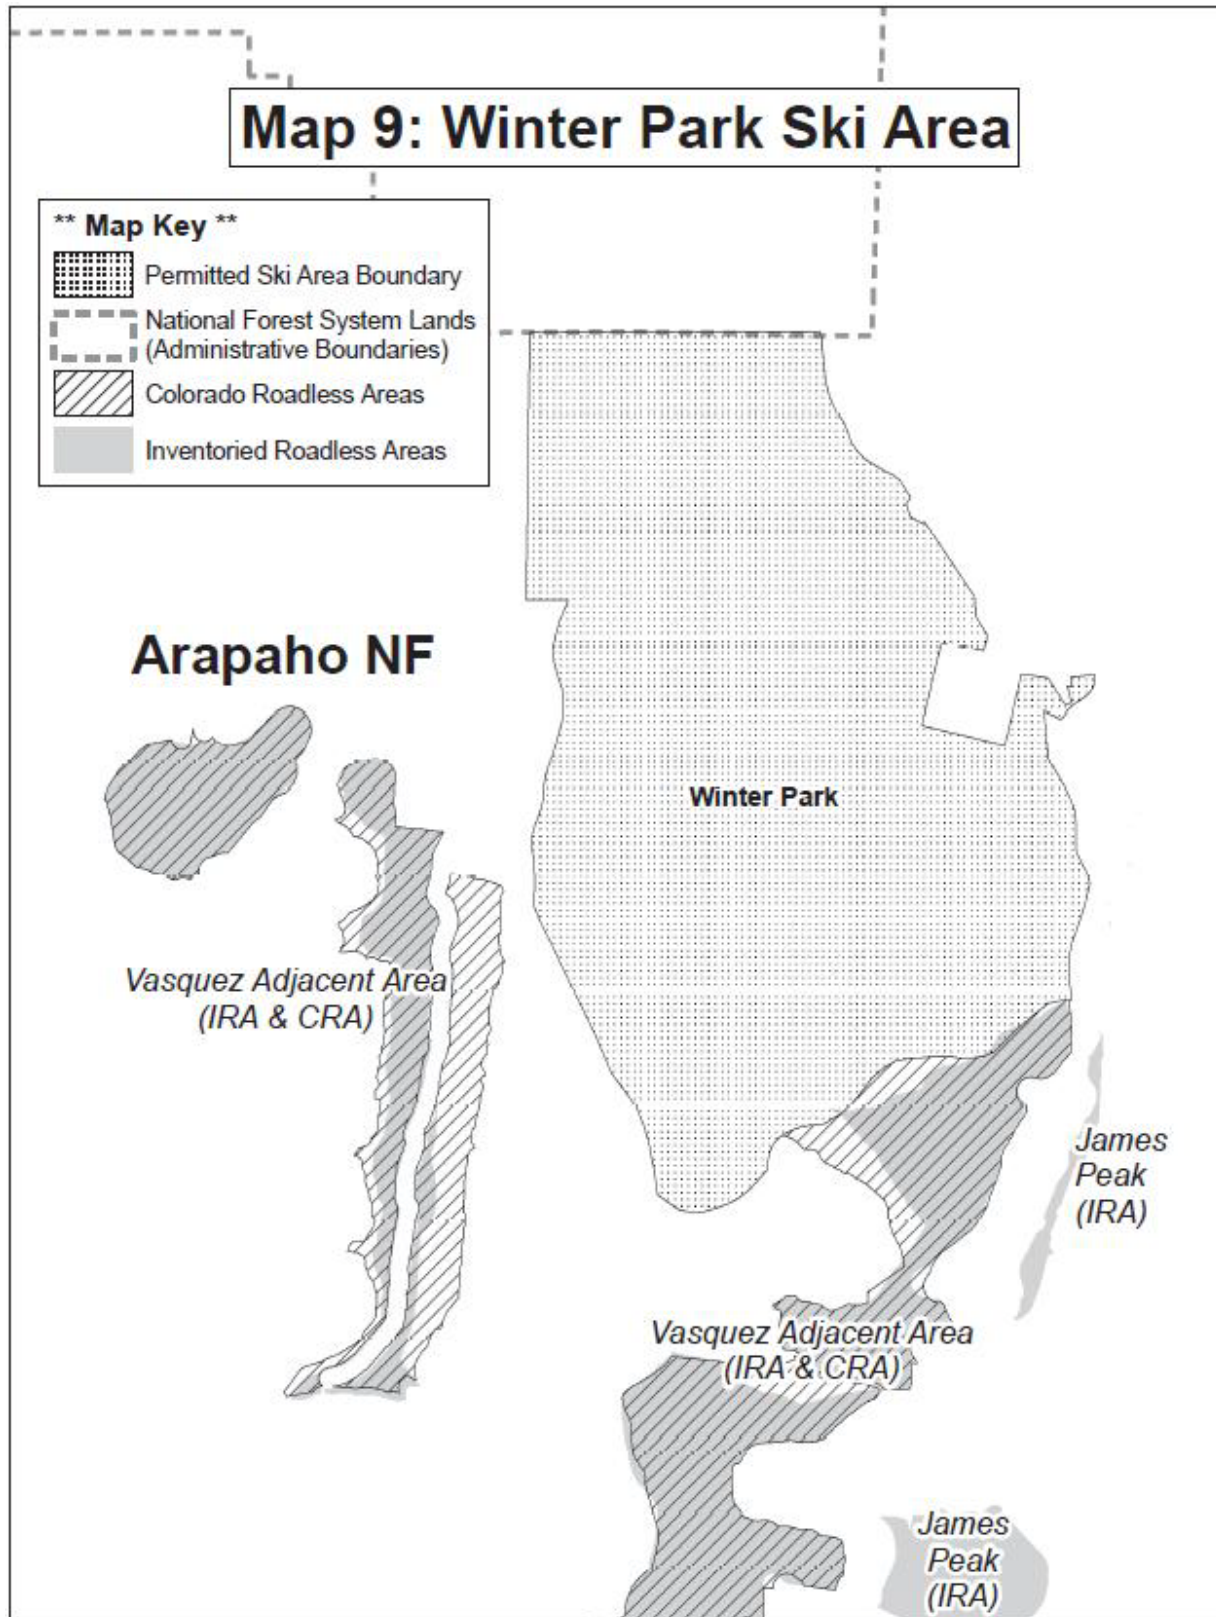 Map 9: Winter Park Ski Area
** Map Key **
Permitted Ski Area Boundary
National Forest System Lands
(Administrative Boundaries)
Colorado Roadless Areas
Inventoried Roadless Areas
Arapaho NF
Winter Park
Vasquez Adjacent Area
(IRA & CRA)
James
Peak
(IRA)
Vasquez Adjacent Area
(IRA & CRA)
James
Peak
(IRA)